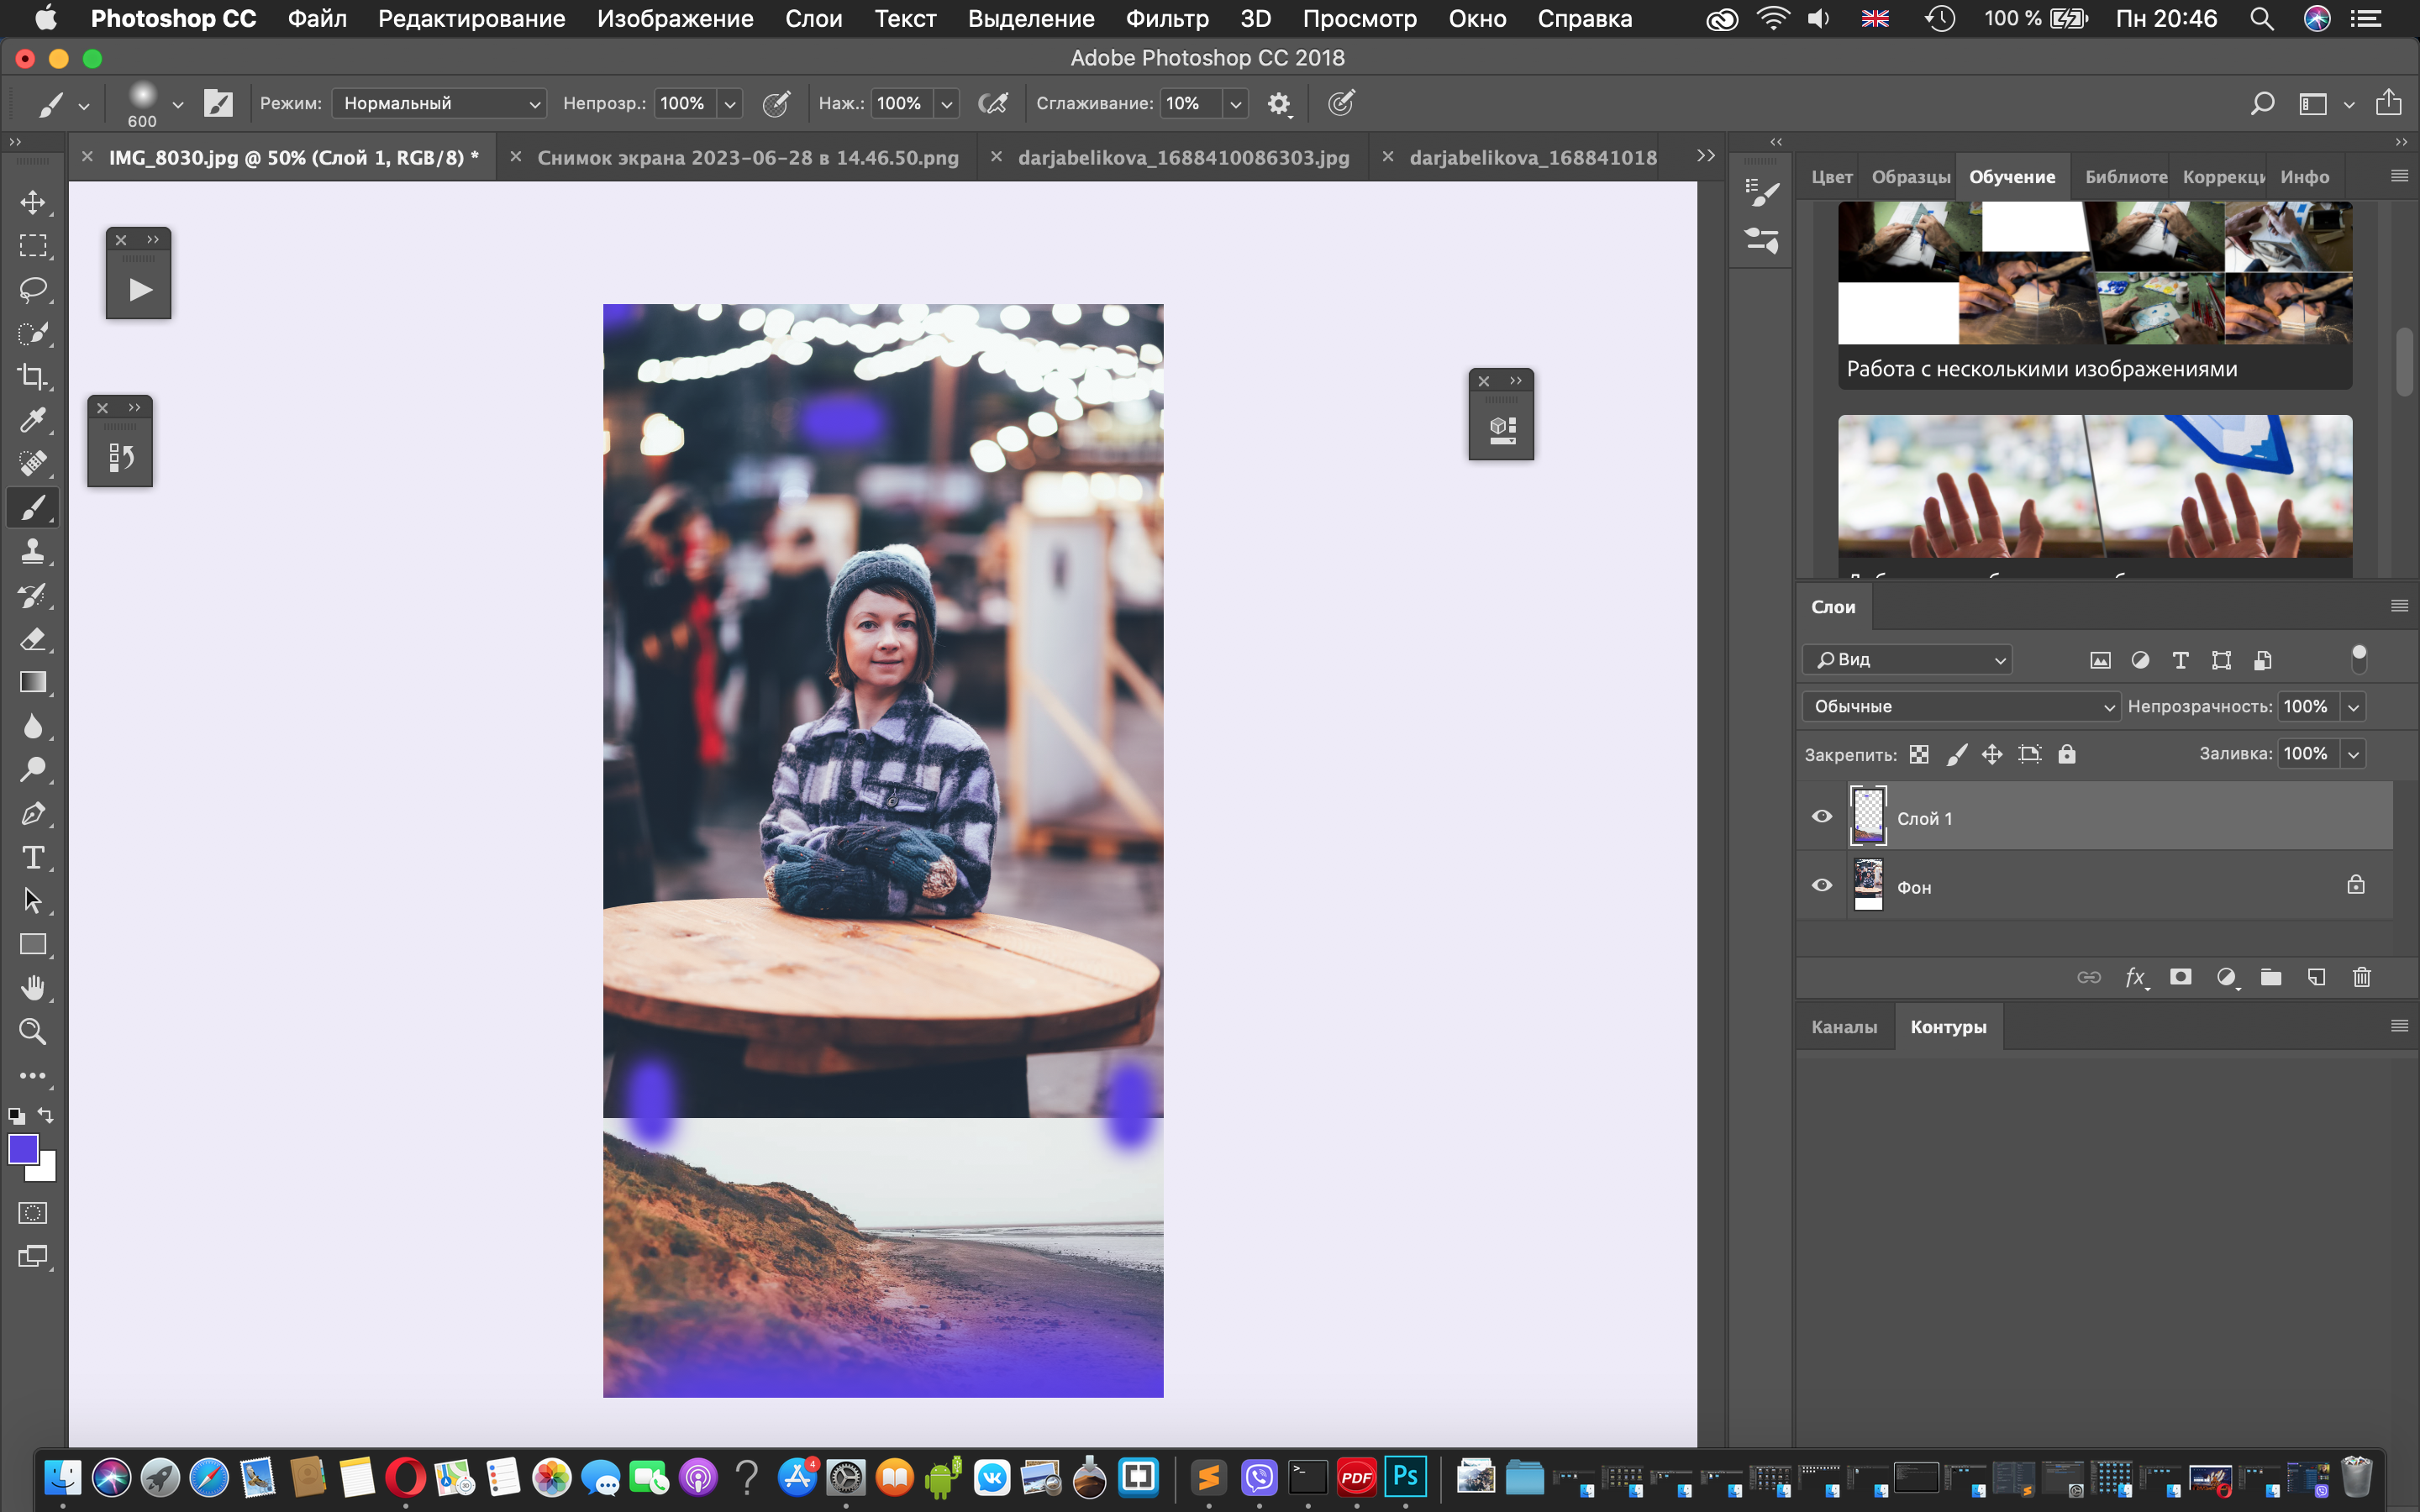 Photoshop CC Файл Редактирование Изображение Слои Текст Выделение Фильтр 3D Просмотр Окно Справка 100 % Пн 20:46
Adobe Photoshop CC 2018
600 Режим: Нормальный Непрозр.: 100% Наж.: 100% Сглаживание: 10%
IMG_8030.jpg @ 50% (Слой 1, RGB/8) * Снимок экрана 2023-06-28 в 14.46.50.png darjabelikova_1688410086303.jpg darjabelikova_168841018
Цвет Образцы Обучение Библиоте Коррекци Инфо
Работа с несколькими изображениями
Слои
Вид
Обычные Непрозрачность: 100%
Закрепить: Заливка: 100%
Слой 1
Фон
fx
Каналы Контуры
4
PDF
Ps